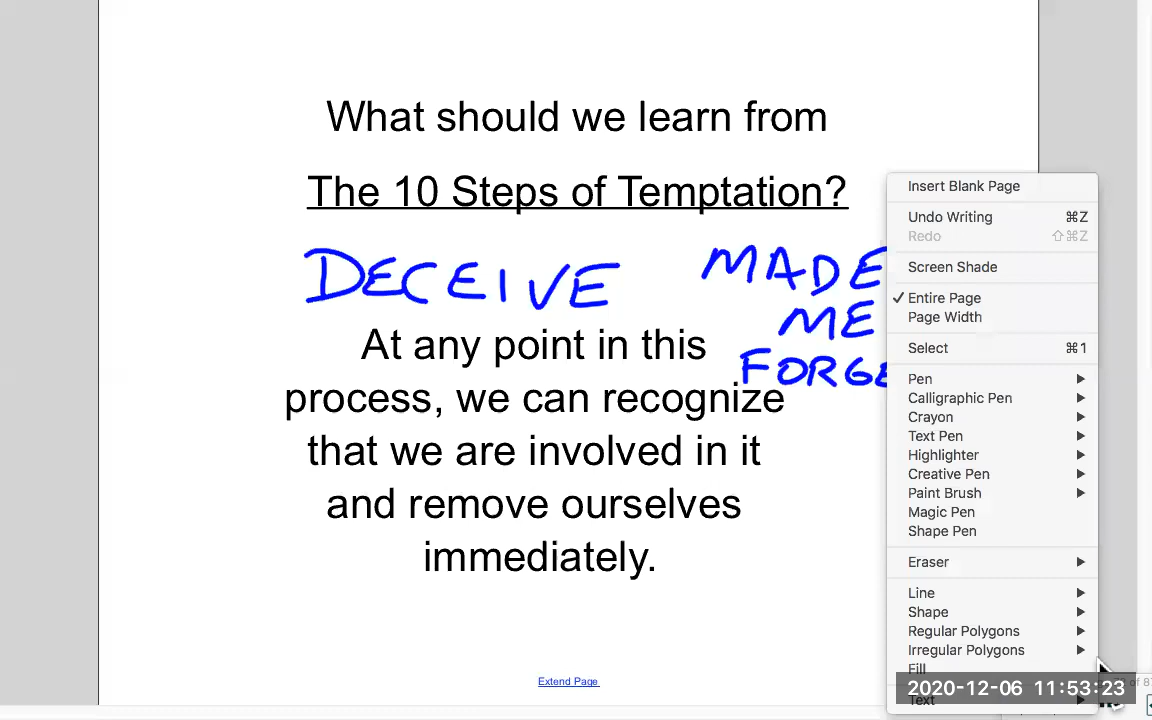 What should we learn from
The 10 Steps of Temptation?
DECEIVE
MADE
ME
FORGE
At any point in this
process, we can recognize
that we are involved in it
and remove ourselves
immediately.
Extend Page
Insert Blank Page
Undo Writing ⌘Z
Redo ⇧⌘Z
Screen Shade
✓ Entire Page
Page Width
Select ⌘1
Pen
Calligraphic Pen
Crayon
Text Pen
Highlighter
Creative Pen
Paint Brush
Magic Pen
Shape Pen
Eraser
Line
Shape
Regular Polygons
Irregular Polygons
Fill
Text
2020-12-06 11:53:23